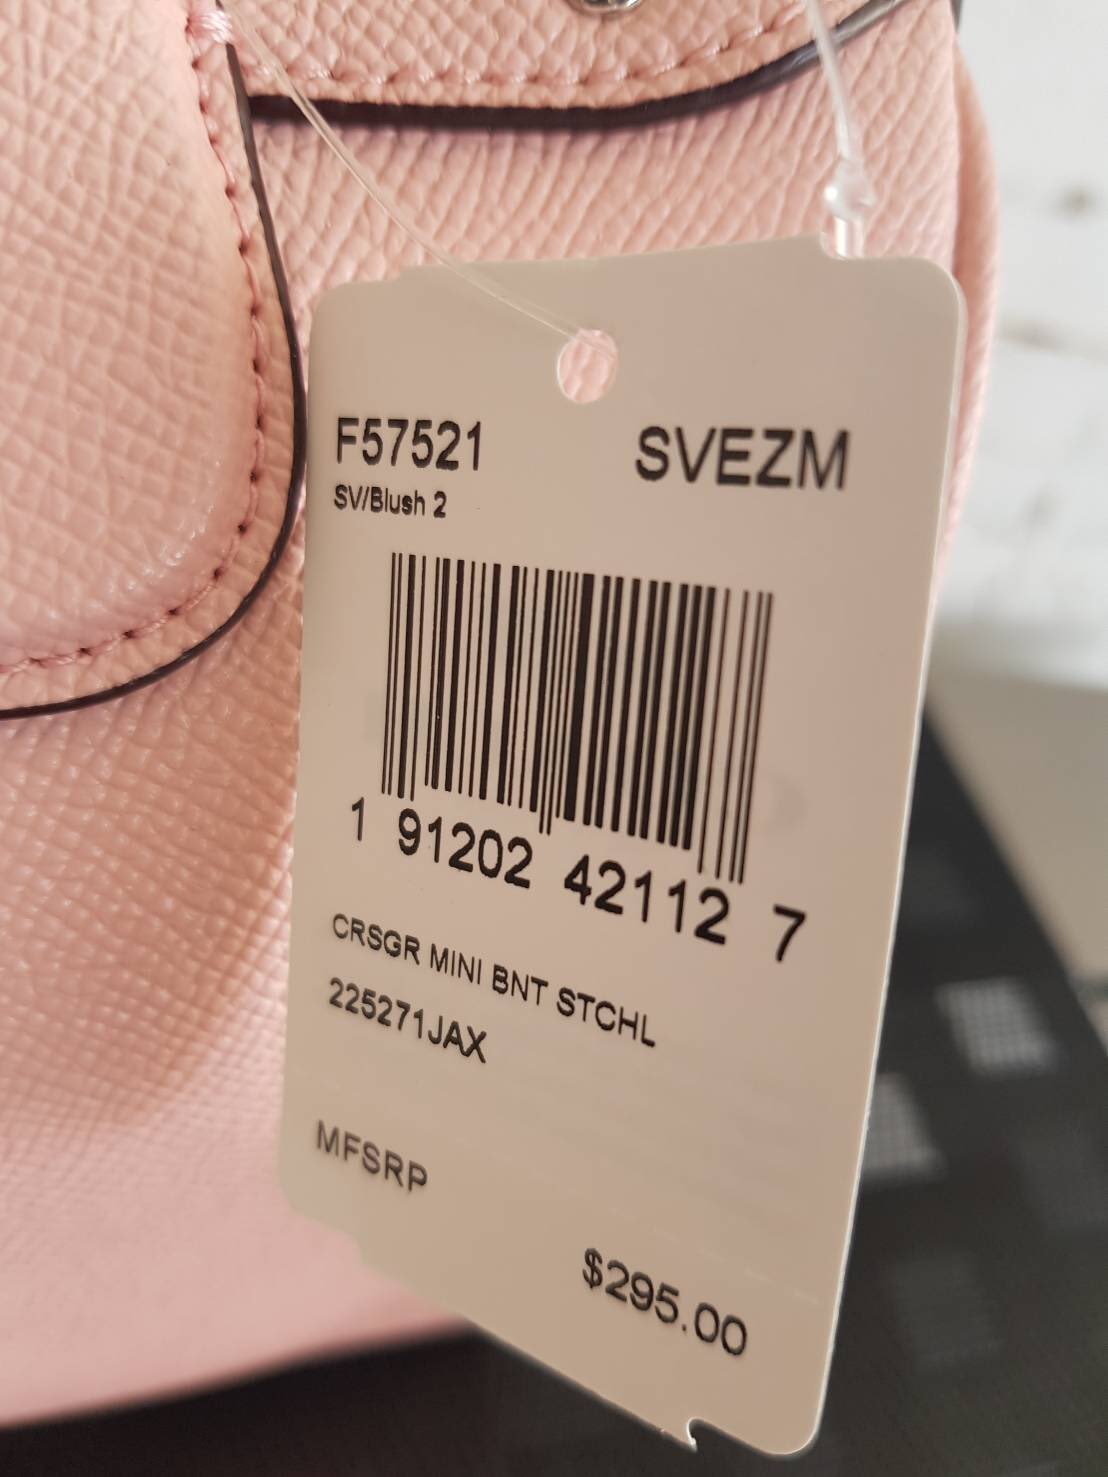 F57521 SVEZM
SV/Blush 2
1 91202 42112 7
CRSGR MINI BNT STCHL
225271JAX
MFSRP
$295.00